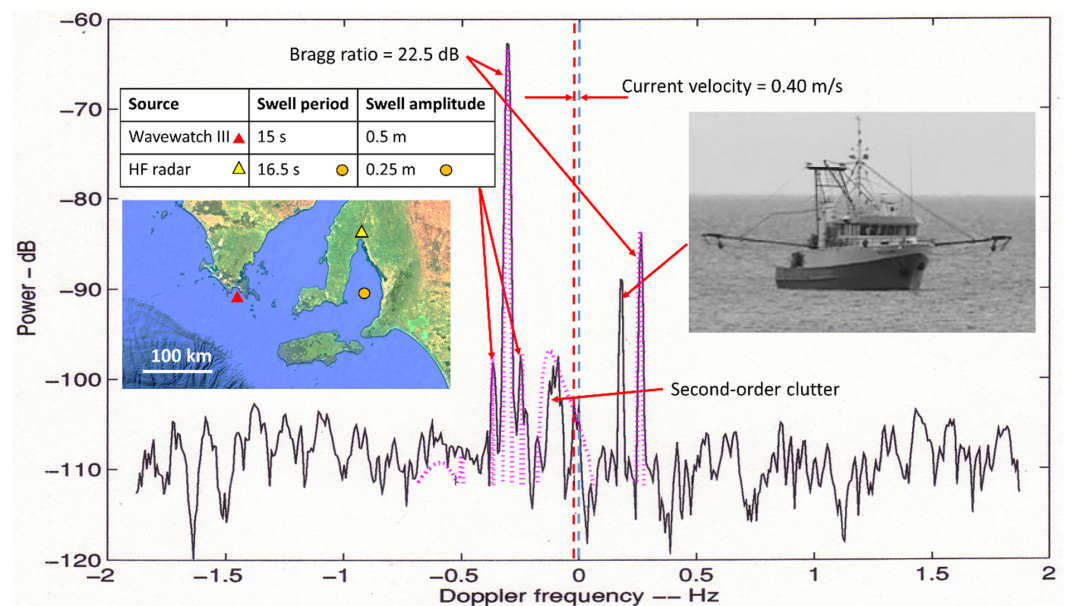 −60
−70
−80
−90
−100
−110
−120
Power – dB
−2
−1.5
−1
−0.5
0
0.5
1
1.5
2
Doppler frequency –– Hz
Bragg ratio = 22.5 dB
Current velocity = 0.40 m/s
Source Swell period Swell amplitude
Wavewatch III 15 s 0.5 m
HF radar 16.5 s 0.25 m
100 km
Second-order clutter